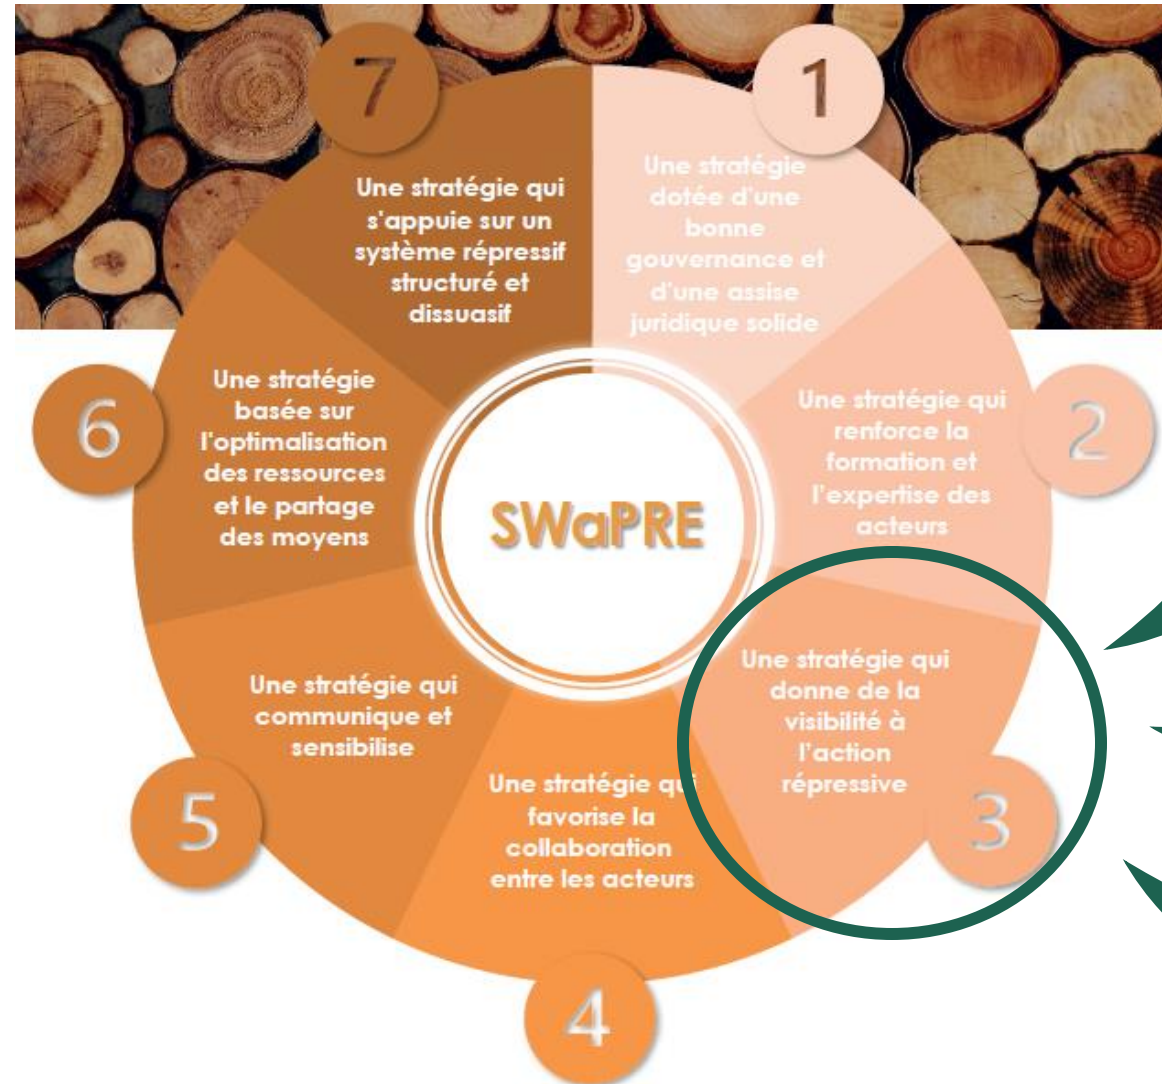 1
Une stratégie
dotée d'une
bonne
gouvernance et
d'une assise
juridique solide
2
Une stratégie qui
renforce la
formation et
l'expertise des
acteurs
3
Une stratégie qui
donne de la
visibilité à
l'action
répressive
4
Une stratégie qui
favorise la
collaboration
entre les acteurs
5
Une stratégie qui
communique et
sensibilise
6
Une stratégie
basée sur
l'optimalisation
des ressources
et le partage
des moyens
7
Une stratégie qui
s'appuie sur un
système répressif
structuré et
dissuasif
SWaPRE